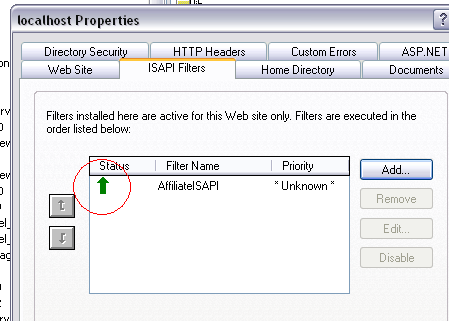 localhost Properties
?
Directory Security HTTP Headers Custom Errors ASP.NET
Web Site ISAPI Filters Home Directory Documents
Filters installed here are active for this Web site only. Filters are executed in the
order listed below:
Status Filter Name Priority
AffiliateISAPI * Unknown *
Add...
Remove
Edit...
Disable